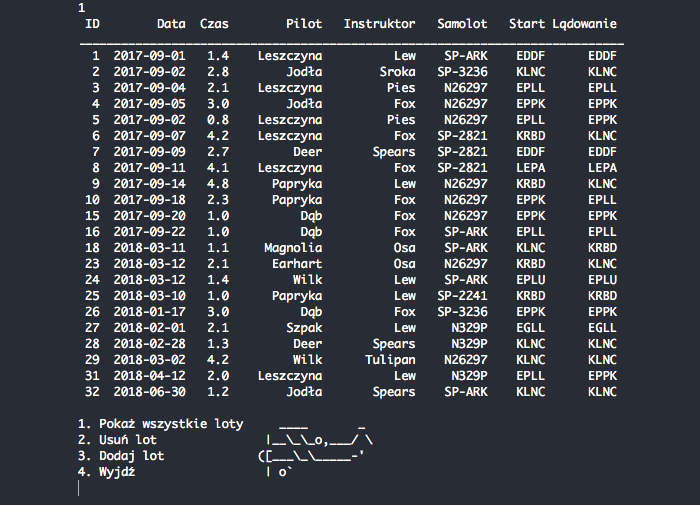 1
ID Data Czas Pilot Instruktor Samolot Start Lądowanie
1 2017-09-01 1.4 Leszczyna Lew SP-ARK EDDF EDDF
2 2017-09-02 2.8 Jodła Sroka SP-3236 KLNC KLNC
3 2017-09-04 2.1 Leszczyna Pies N26297 EPLL EPLL
4 2017-09-05 3.0 Jodła Fox N26297 EPPK EPPK
5 2017-09-02 0.8 Leszczyna Pies N26297 EPLL EPPK
6 2017-09-07 4.2 Leszczyna Fox SP-2821 KRBD KLNC
7 2017-09-09 2.7 Deer Spears SP-2821 EDDF EDDF
8 2017-09-11 4.1 Leszczyna Fox SP-2821 LEPA LEPA
9 2017-09-14 4.8 Papryka Lew N26297 KRBD KLNC
10 2017-09-18 2.3 Papryka Fox N26297 EPPK EPLL
15 2017-09-20 1.0 Dąb Fox N26297 EPPK EPPK
16 2017-09-22 1.0 Dąb Fox SP-ARK EPLL EPLL
18 2018-03-11 1.1 Magnolia Osa SP-ARK KLNC KRBD
23 2018-03-12 2.1 Earhart Osa N26297 KRBD KLNC
24 2018-03-12 1.4 Wilk Lew SP-ARK EPLU EPLU
25 2018-03-10 1.0 Papryka Lew SP-2241 KRBD KRBD
26 2018-01-17 3.0 Dąb Fox SP-3236 EPPK EPPK
27 2018-02-01 2.1 Szpak Lew N329P EGLL EGLL
28 2018-02-28 1.3 Deer Spears N329P KLNC KLNC
29 2018-03-02 4.2 Wilk Tulipan N26297 KLNC KLNC
31 2018-04-12 2.0 Leszczyna Lew N329P EPLL EPPK
32 2018-06-30 1.2 Jodła Spears SP-ARK KLNC KLNC
1. Pokaż wszystkie loty
2. Usuń lot
3. Dodaj lot
4. Wyjdź